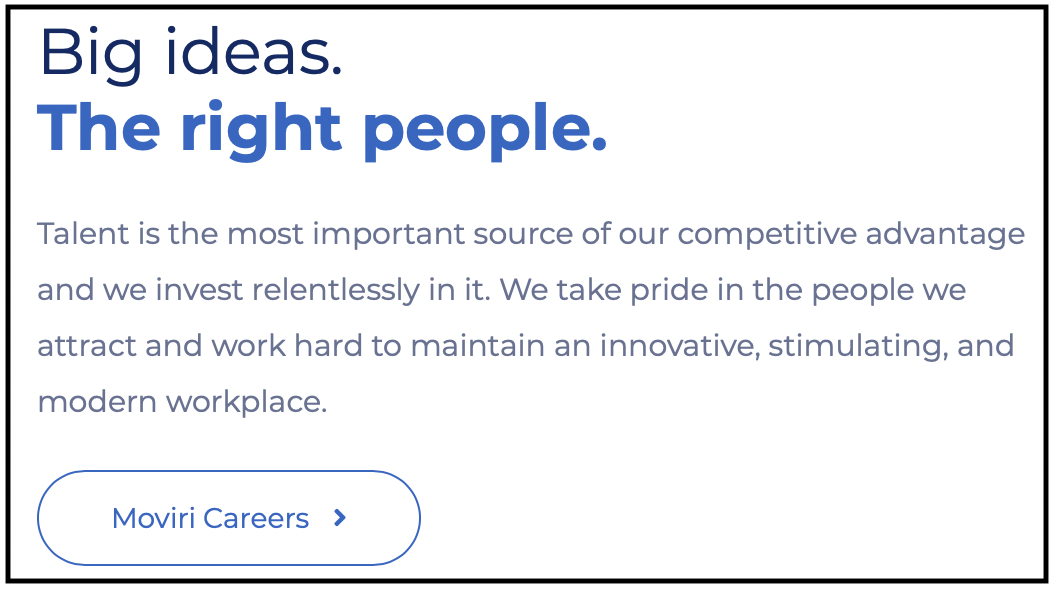 Big ideas.
The right people.
Talent is the most important source of our competitive advantage
and we invest relentlessly in it. We take pride in the people we
attract and work hard to maintain an innovative, stimulating, and
modern workplace.
Moviri Careers